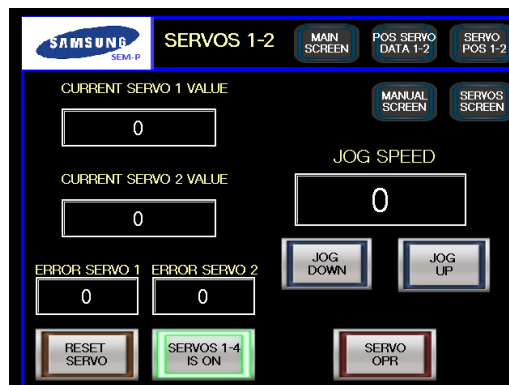 SAMSUNG
SEM-P
SERVOS 1-2
MAIN
SCREEN
POS SERVO
DATA 1-2
SERVO
POS 1-2
CURRENT SERVO 1 VALUE
0
MANUAL
SCREEN
SERVOS
SCREEN
CURRENT SERVO 2 VALUE
0
JOG SPEED
0
JOG
DOWN
JOG
UP
ERROR SERVO 1
ERROR SERVO 2
0
0
RESET
SERVO
SERVOS 1-4
IS ON
SERVO
OPR